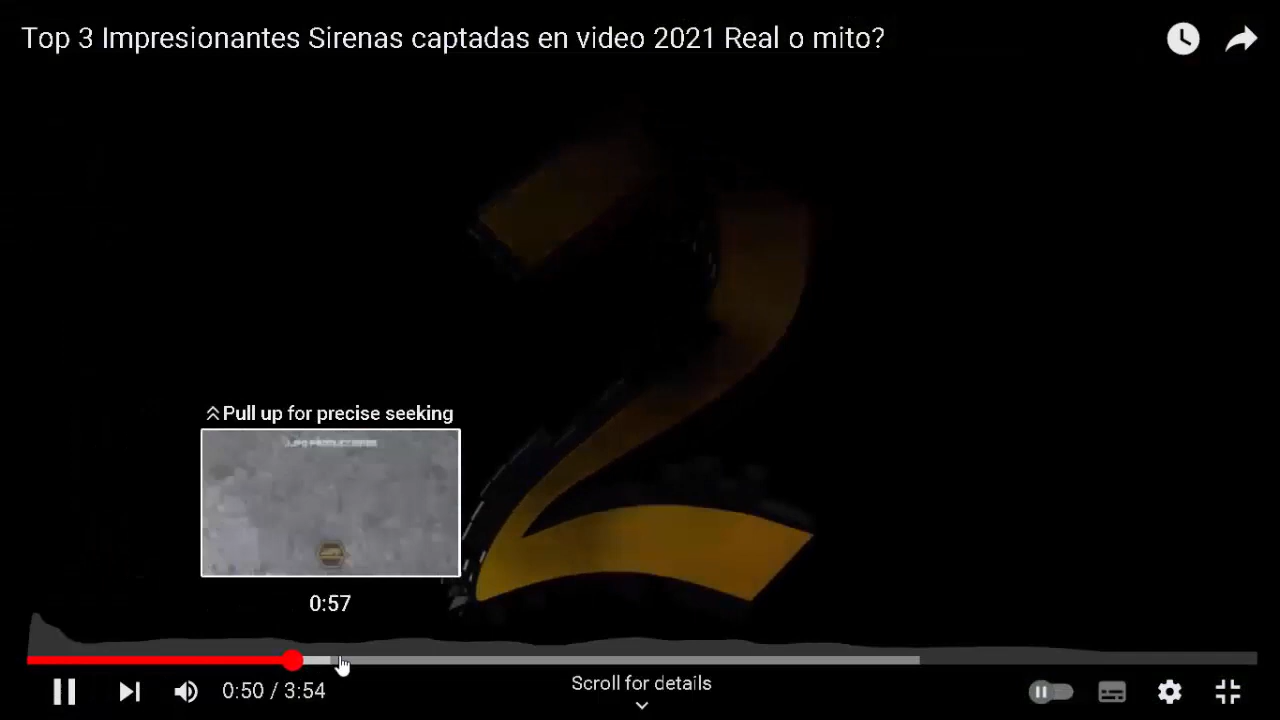 Top 3 Impresionantes Sirenas captadas en video 2021 Real o mito?
2
Pull up for precise seeking
0:57
0:50 / 3:54
Scroll for details